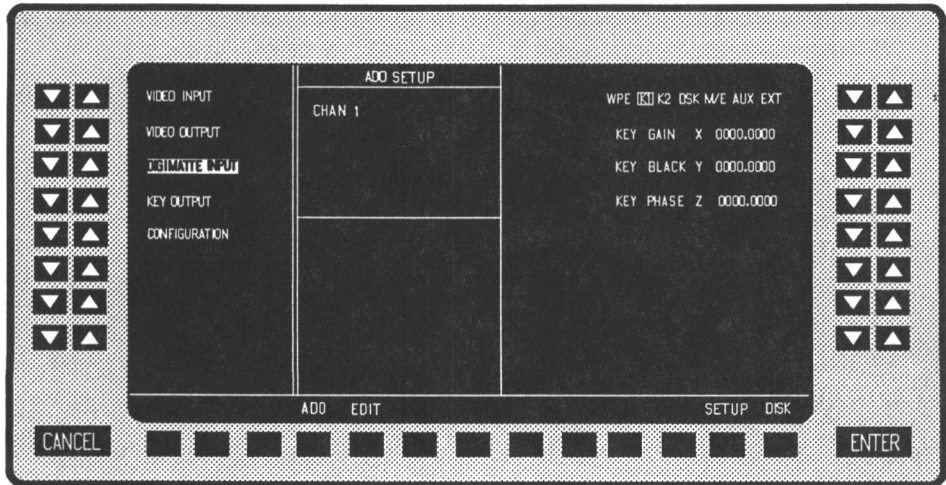 ADO SETUP
VIDEO INPUT
VIDEO OUTPUT
DIGIMATTE INPUT
KEY OUTPUT
CONFIGURATION
CHAN 1
WPE K1 K2 DSK M/E AUX EXT
KEY GAIN X 0000.0000
KEY BLACK Y 0000.0000
KEY PHASE Z 0000.0000
ADO EDIT SETUP DISK
CANCEL ENTER